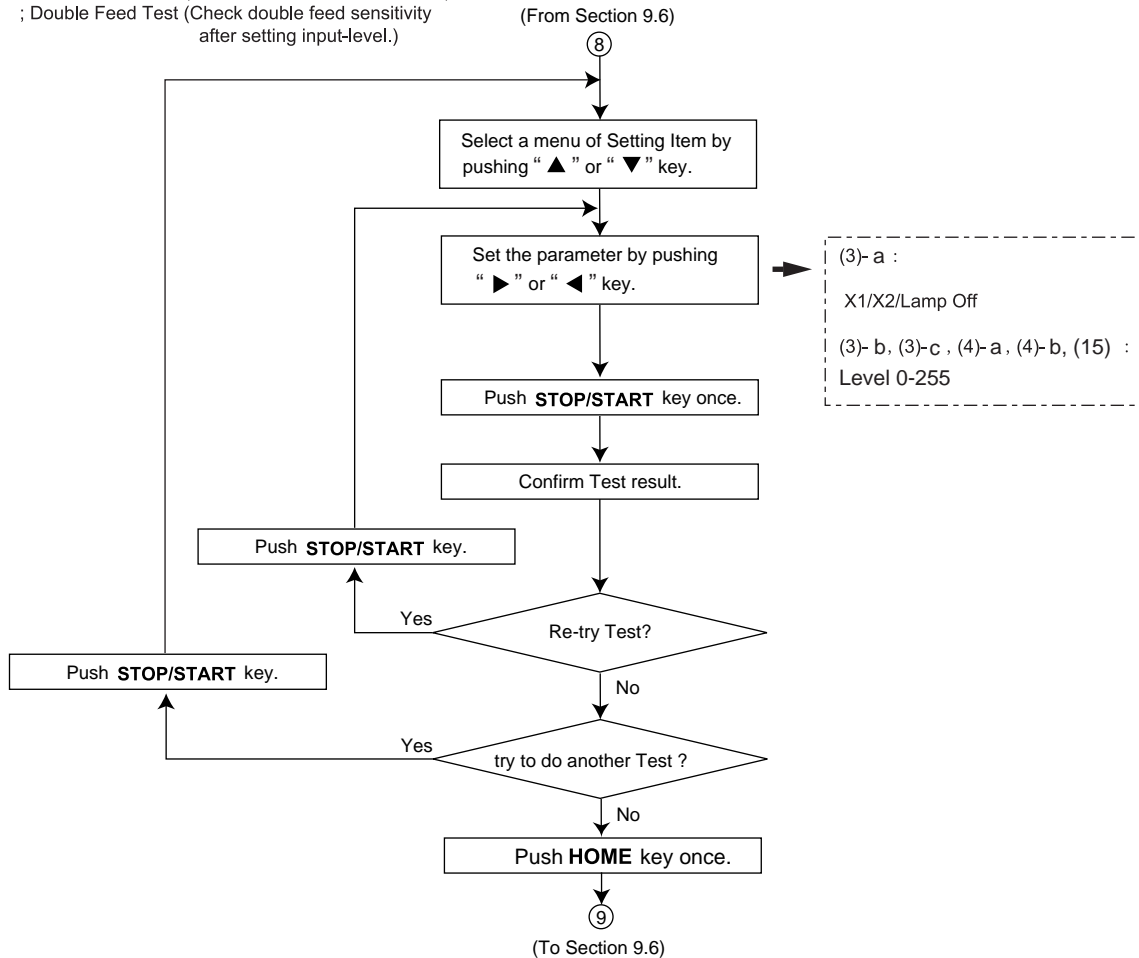 ; Double Feed Test (Check double feed sensitivity
after setting input-level.)
(From Section 9.6)
8
Select a menu of Setting Item by
pushing “ ▲ ” or “ ▼ ” key.
Set the parameter by pushing
“ ▶ ” or “ ◀ ” key.
(3)- a :
X1/X2/Lamp Off
(3)- b, (3)- c , (4)- a , (4)- b, (15) :
Level 0-255
Push STOP/START key once.
Confirm Test result.
Push STOP/START key.
Yes
Re-try Test?
Push STOP/START key.
No
Yes
try to do another Test ?
No
Push HOME key once.
9
(To Section 9.6)